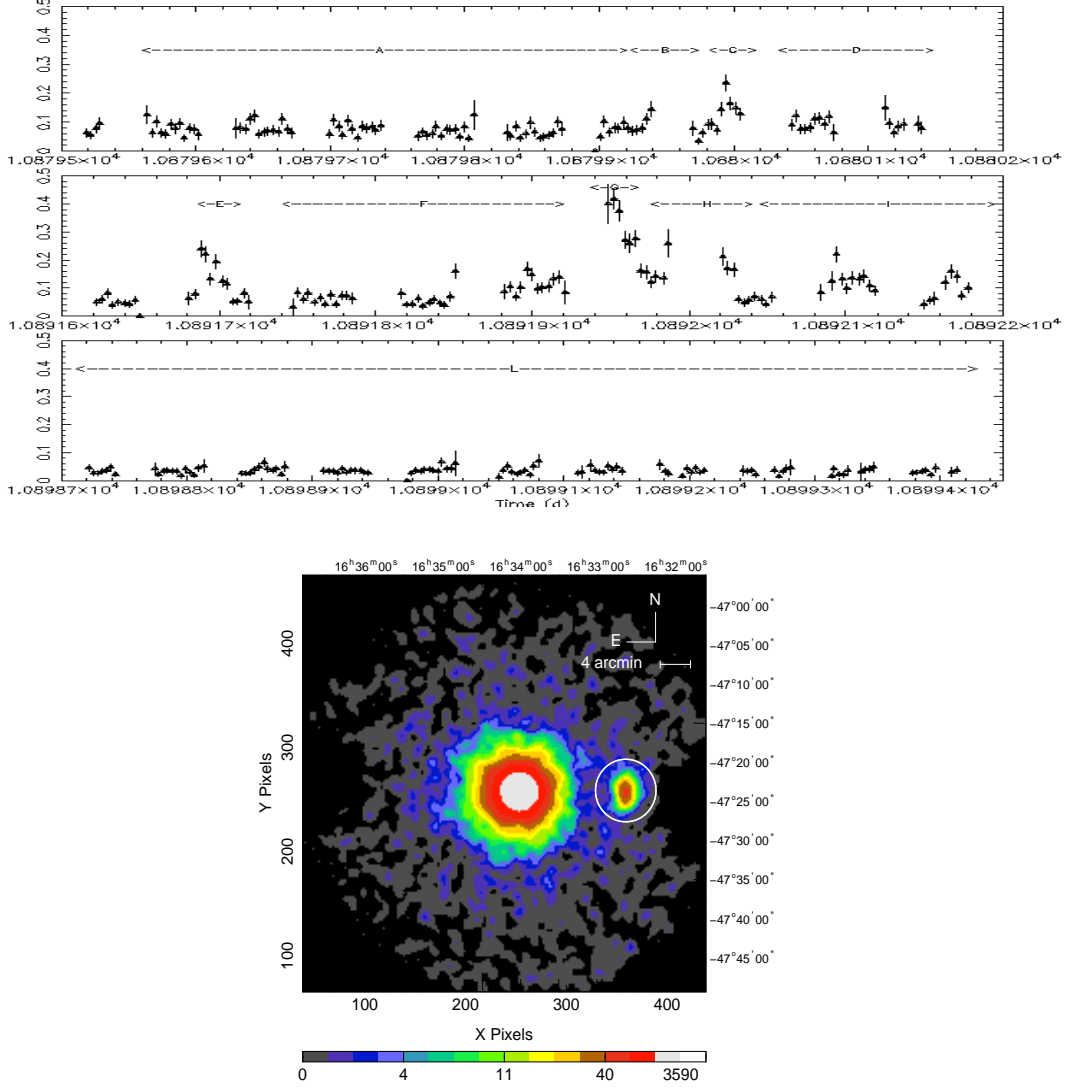 0.5
0.4
0.3
0.2
0.1
0
A B C D
1.08795×10⁴ 1.08796×10⁴ 1.08797×10⁴ 1.08798×10⁴ 1.08799×10⁴ 1.088×10⁴ 1.08801×10⁴ 1.08802×10⁴
0.5
0.4
0.3
0.2
0.1
0
E F G H I
1.08916×10⁴ 1.08917×10⁴ 1.08918×10⁴ 1.08919×10⁴ 1.0892×10⁴ 1.08921×10⁴ 1.08922×10⁴
0.5
0.4
0.3
0.2
0.1
0
L
1.08987×10⁴ 1.08988×10⁴ 1.08989×10⁴ 1.0899×10⁴ 1.08991×10⁴ 1.08992×10⁴ 1.08993×10⁴ 1.08994×10⁴
Time (d)
16ʰ36ᵐ00ˢ 16ʰ35ᵐ00ˢ 16ʰ34ᵐ00ˢ 16ʰ33ᵐ00ˢ 16ʰ32ᵐ00ˢ
N
E
4 arcmin
−47°00'00"
−47°05'00"
−47°10'00"
−47°15'00"
−47°20'00"
−47°25'00"
−47°30'00"
−47°35'00"
−47°40'00"
−47°45'00"
400
300
200
100
Y Pixels
100 200 300 400
X Pixels
0 4 11 40 3590